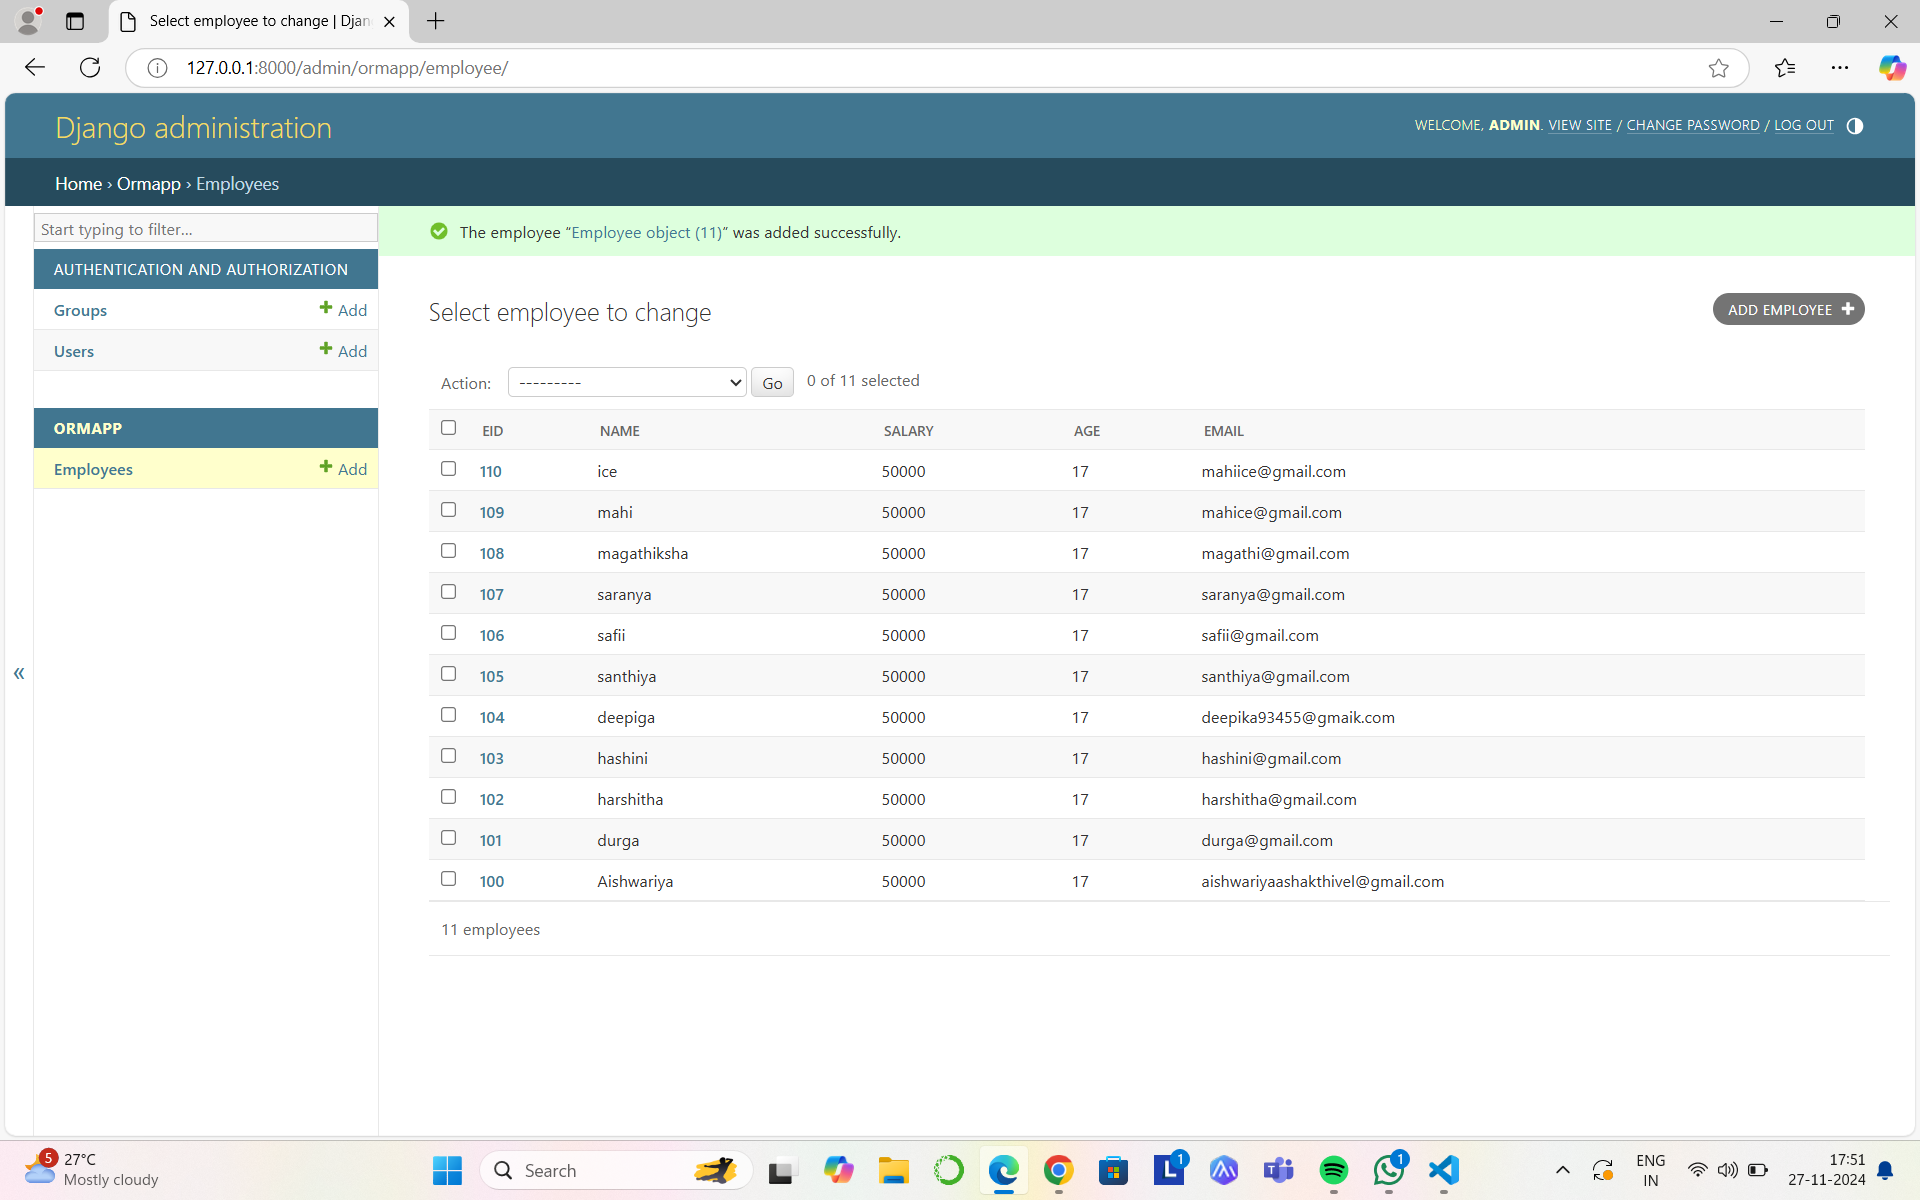 Select employee to change | Djan
127.0.0.1:8000/admin/ormapp/employee/
Django administration
WELCOME, ADMIN. VIEW SITE / CHANGE PASSWORD / LOG OUT
Home › Ormapp › Employees
Start typing to filter...
AUTHENTICATION AND AUTHORIZATION
Groups Add
Users Add
ORMAPP
Employees Add
«
The employee “Employee object (11)” was added successfully.
Select employee to change
ADD EMPLOYEE
Action: --------- Go 0 of 11 selected
EID NAME SALARY AGE EMAIL
110 ice 50000 17 mahiice@gmail.com
109 mahi 50000 17 mahice@gmail.com
108 magathiksha 50000 17 magathi@gmail.com
107 saranya 50000 17 saranya@gmail.com
106 safii 50000 17 safii@gmail.com
105 santhiya 50000 17 santhiya@gmail.com
104 deepiga 50000 17 deepika93455@gmaik.com
103 hashini 50000 17 hashini@gmail.com
102 harshitha 50000 17 harshitha@gmail.com
101 durga 50000 17 durga@gmail.com
100 Aishwariya 50000 17 aishwariyaashakthivel@gmail.com
11 employees
5 27°C
Mostly cloudy
Search
L 1
T
1
ENG
IN
17:51
27-11-2024